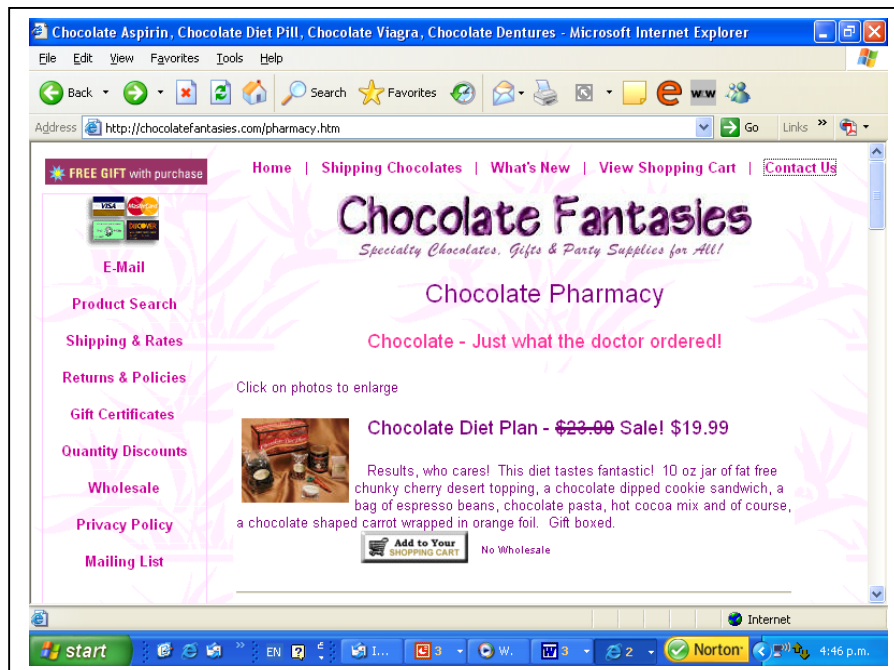 Chocolate Aspirin, Chocolate Diet Pill, Chocolate Viagra, Chocolate Dentures - Microsoft Internet Explorer
File Edit View Favorites Tools Help
Back Search Favorites
Address http://chocolatefantasies.com/pharmacy.htm Go Links »
FREE GIFT with purchase
Home | Shipping Chocolates | What's New | View Shopping Cart | Contact Us
VISA MasterCard
DISCOVER
Chocolate Fantasies
Specialty Chocolates, Gifts & Party Supplies for All!
E-Mail
Product Search
Shipping & Rates
Returns & Policies
Gift Certificates
Quantity Discounts
Wholesale
Privacy Policy
Mailing List
Chocolate Pharmacy
Chocolate - Just what the doctor ordered!
Click on photos to enlarge
Chocolate Diet Plan - $23.00 Sale! $19.99
Results, who cares! This diet tastes fantastic! 10 oz jar of fat free
chunky cherry desert topping, a chocolate dipped cookie sandwich, a
bag of espresso beans, chocolate pasta, hot cocoa mix and of course,
a chocolate shaped carrot wrapped in orange foil. Gift boxed.
Add to Your
SHOPPING CART
No Wholesale
Internet
start » EN I... 3 W. 3 2 Norton 4:46 p.m.